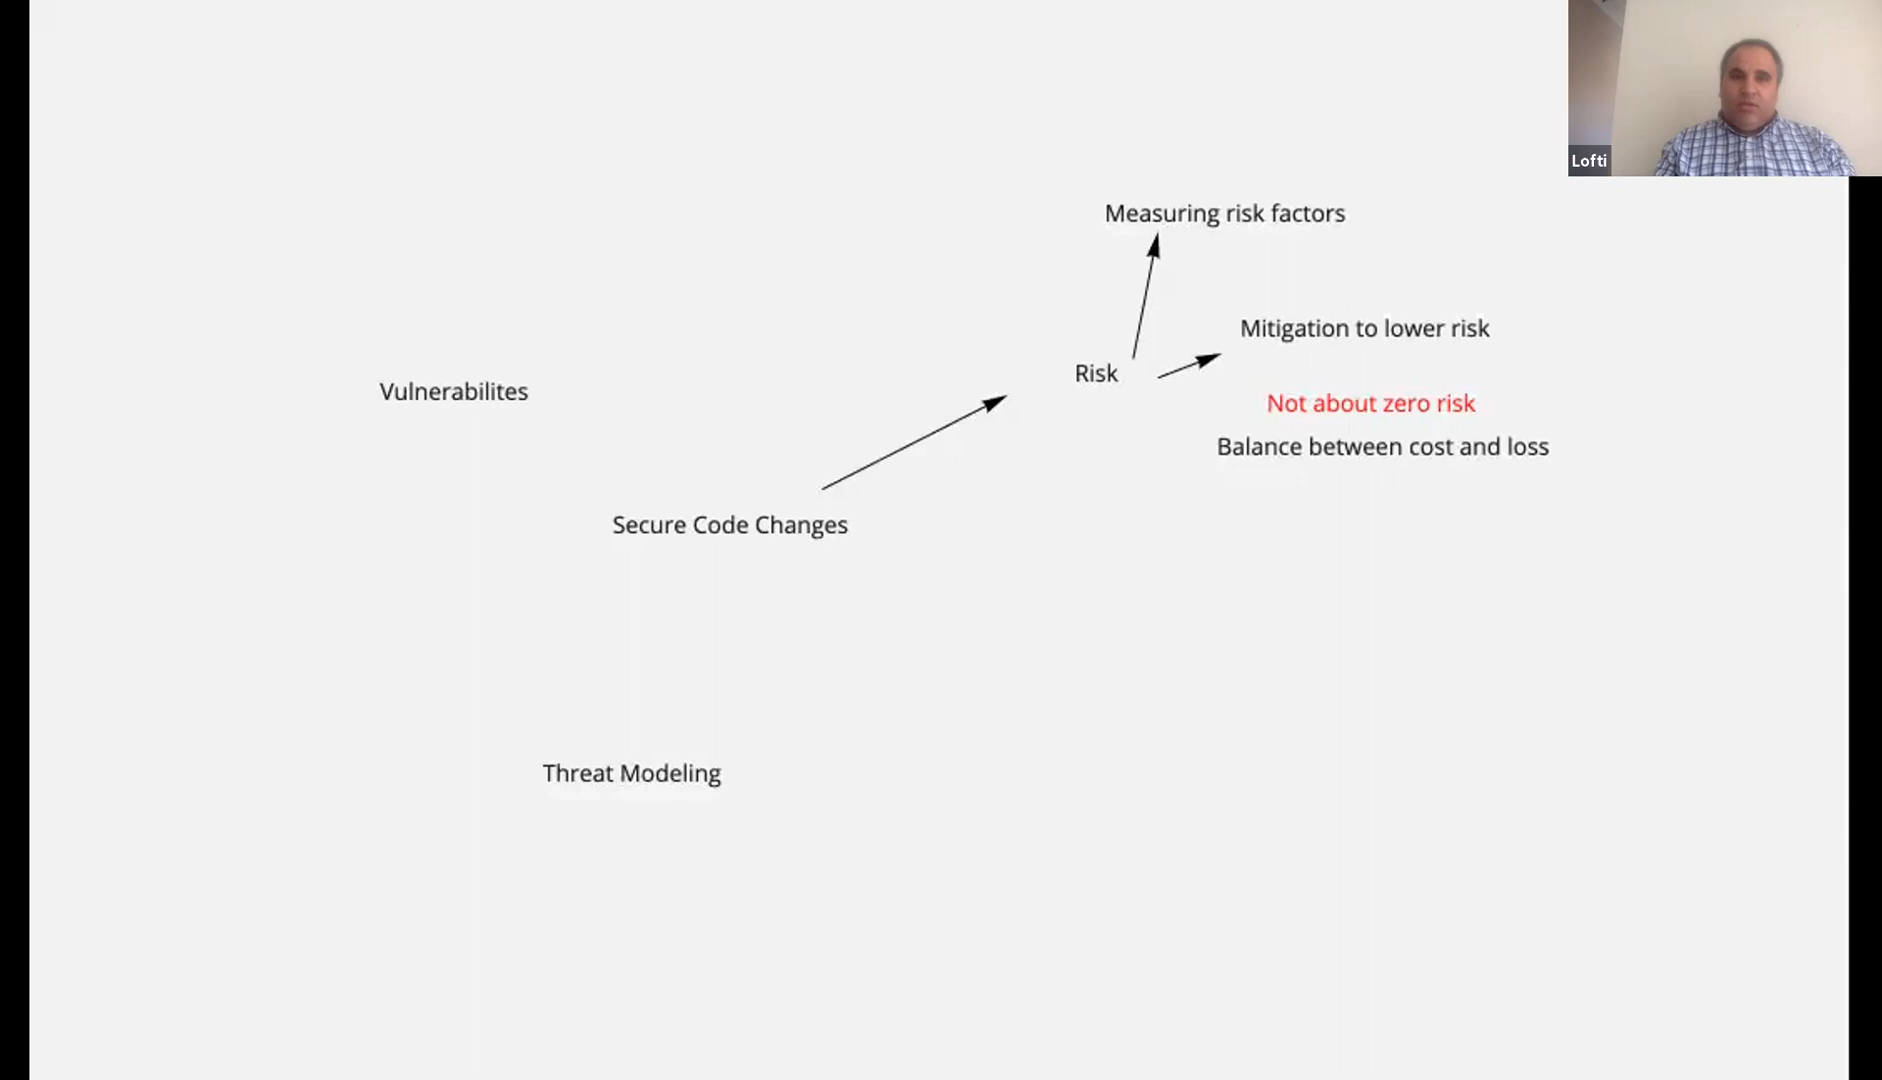 Lofti
Measuring risk factors
Mitigation to lower risk
Risk
Vulnerabilites
Not about zero risk
Balance between cost and loss
Secure Code Changes
Threat Modeling